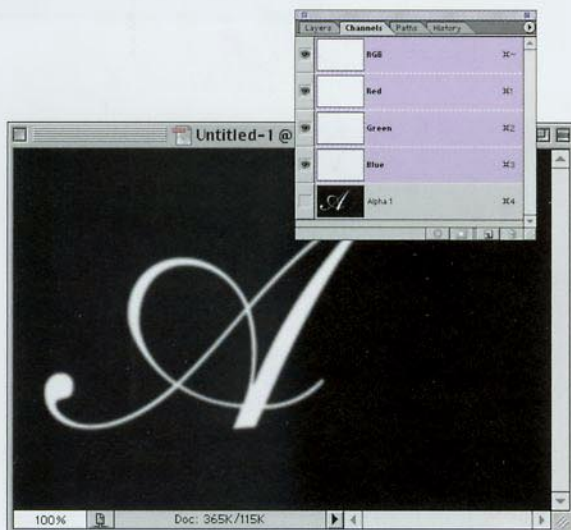 Layers Channels Paths History
RGB ⌘~
Red ⌘1
Green ⌘2
Blue ⌘3
A Alpha 1 ⌘4
Untitled-1 @
A
100% Doc: 365K/115K